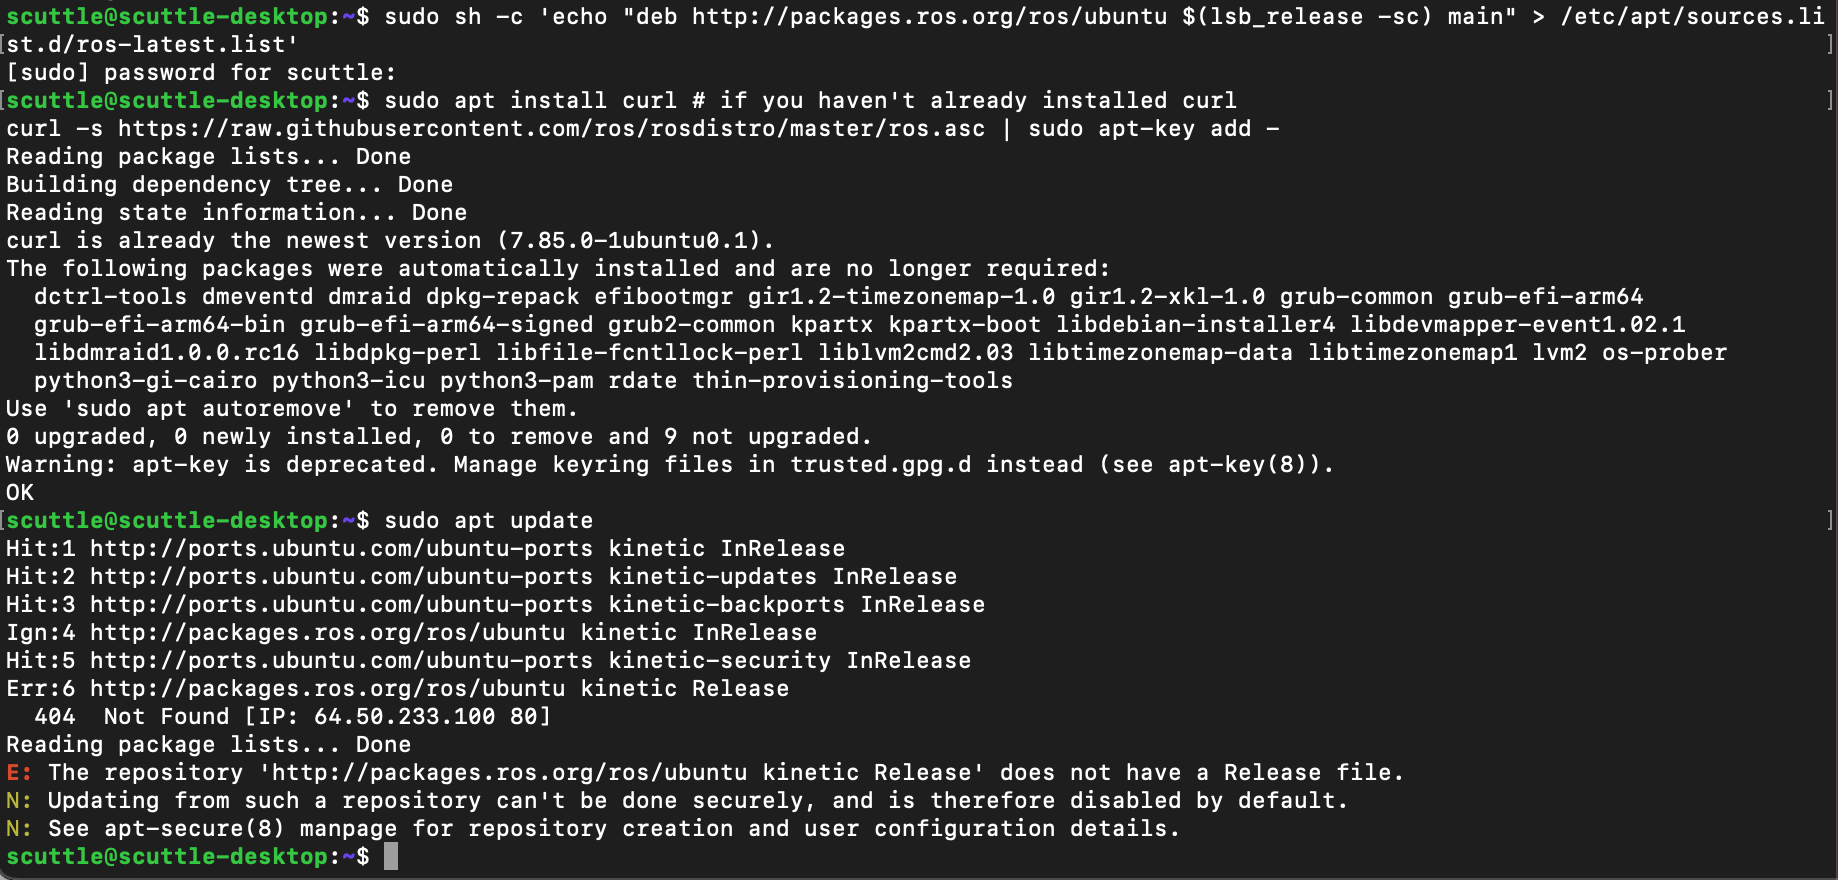 scuttle@scuttle-desktop:~$ sudo sh -c 'echo "deb http://packages.ros.org/ros/ubuntu $(lsb_release -sc) main" > /etc/apt/sources.li
[st.d/ros-latest.list' ]
[sudo] password for scuttle:
[scuttle@scuttle-desktop:~$ sudo apt install curl # if you haven't already installed curl ]
curl -s https://raw.githubusercontent.com/ros/rosdistro/master/ros.asc | sudo apt-key add -
Reading package lists... Done
Building dependency tree... Done
Reading state information... Done
curl is already the newest version (7.85.0-1ubuntu0.1).
The following packages were automatically installed and are no longer required:
  dctrl-tools dmeventd dmraid dpkg-repack efibootmgr gir1.2-timezonemap-1.0 gir1.2-xkl-1.0 grub-common grub-efi-arm64
  grub-efi-arm64-bin grub-efi-arm64-signed grub2-common kpartx kpartx-boot libdebian-installer4 libdevmapper-event1.02.1
  libdmraid1.0.0.rc16 libdpkg-perl libfile-fcntllock-perl liblvm2cmd2.03 libtimezonemap-data libtimezonemap1 lvm2 os-prober
  python3-gi-cairo python3-icu python3-pam rdate thin-provisioning-tools
Use 'sudo apt autoremove' to remove them.
0 upgraded, 0 newly installed, 0 to remove and 9 not upgraded.
Warning: apt-key is deprecated. Manage keyring files in trusted.gpg.d instead (see apt-key(8)).
OK
[scuttle@scuttle-desktop:~$ sudo apt update ]
Hit:1 http://ports.ubuntu.com/ubuntu-ports kinetic InRelease
Hit:2 http://ports.ubuntu.com/ubuntu-ports kinetic-updates InRelease
Hit:3 http://ports.ubuntu.com/ubuntu-ports kinetic-backports InRelease
Ign:4 http://packages.ros.org/ros/ubuntu kinetic InRelease
Hit:5 http://ports.ubuntu.com/ubuntu-ports kinetic-security InRelease
Err:6 http://packages.ros.org/ros/ubuntu kinetic Release
  404  Not Found [IP: 64.50.233.100 80]
Reading package lists... Done
E: The repository 'http://packages.ros.org/ros/ubuntu kinetic Release' does not have a Release file.
N: Updating from such a repository can't be done securely, and is therefore disabled by default.
N: See apt-secure(8) manpage for repository creation and user configuration details.
scuttle@scuttle-desktop:~$